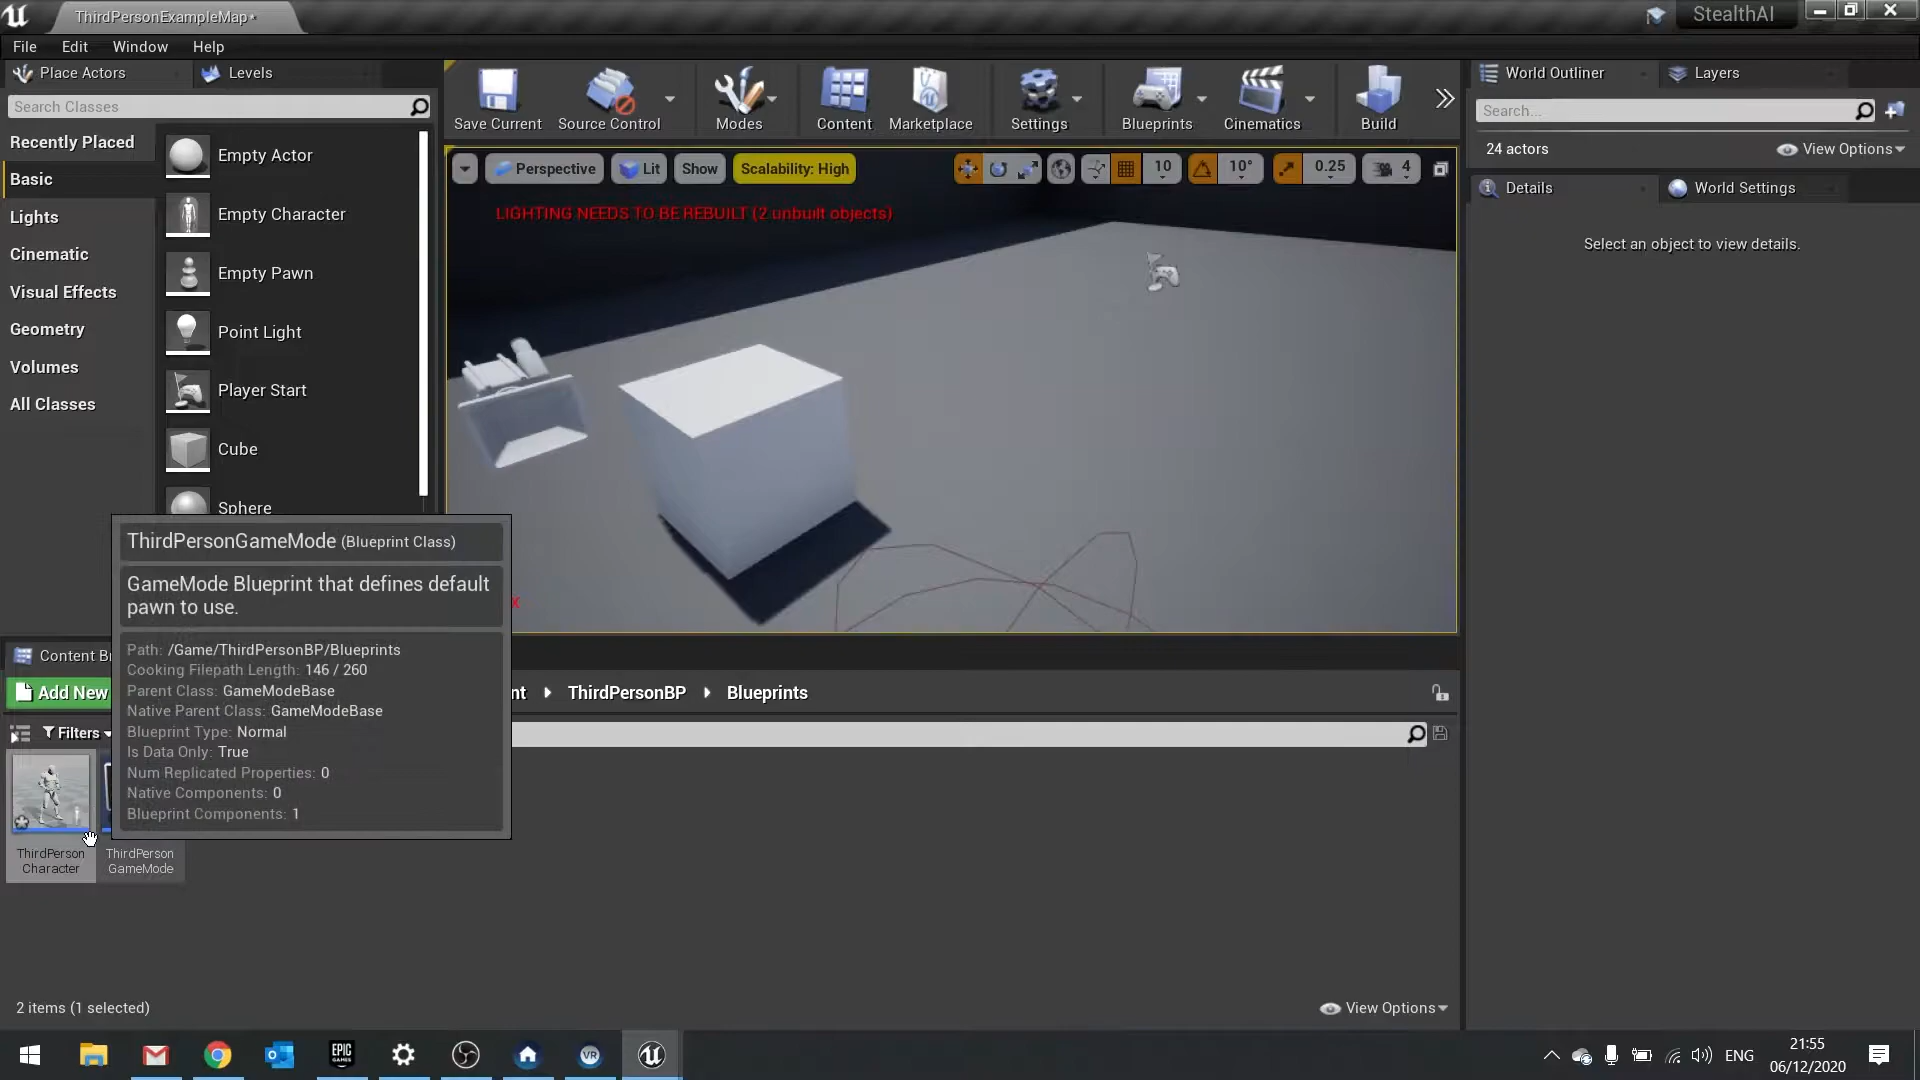 ThirdPersonExampleMap*
StealthAI
File Edit Window Help
Place Actors
Levels
Search Classes
Recently Placed
Basic
Lights
Cinematic
Visual Effects
Geometry
Volumes
All Classes
Empty Actor
Empty Character
Empty Pawn
Point Light
Player Start
Cube
Sphere
Save Current
Source Control
Modes
Content
Marketplace
Settings
Blueprints
Cinematics
Build
Perspective
Lit
Show
Scalability: High
10
10°
0.25
4
LIGHTING NEEDS TO BE REBUILT (2 unbuilt objects)
World Outliner
Layers
Search...
24 actors
View Options
Details
World Settings
Select an object to view details.
ThirdPersonGameMode (Blueprint Class)
GameMode Blueprint that defines default
pawn to use.
Path: /Game/ThirdPersonBP/Blueprints
Cooking Filepath Length: 146 / 260
Parent Class: GameModeBase
Native Parent Class: GameModeBase
Blueprint Type: Normal
Is Data Only: True
Num Replicated Properties: 0
Native Components: 0
Blueprint Components: 1
x
Content B
Add New
nt
ThirdPersonBP
Blueprints
Filters
ThirdPerson
Character
ThirdPerson
GameMode
2 items (1 selected)
View Options
EPIC
GAMES
VR
ENG
21:55
06/12/2020